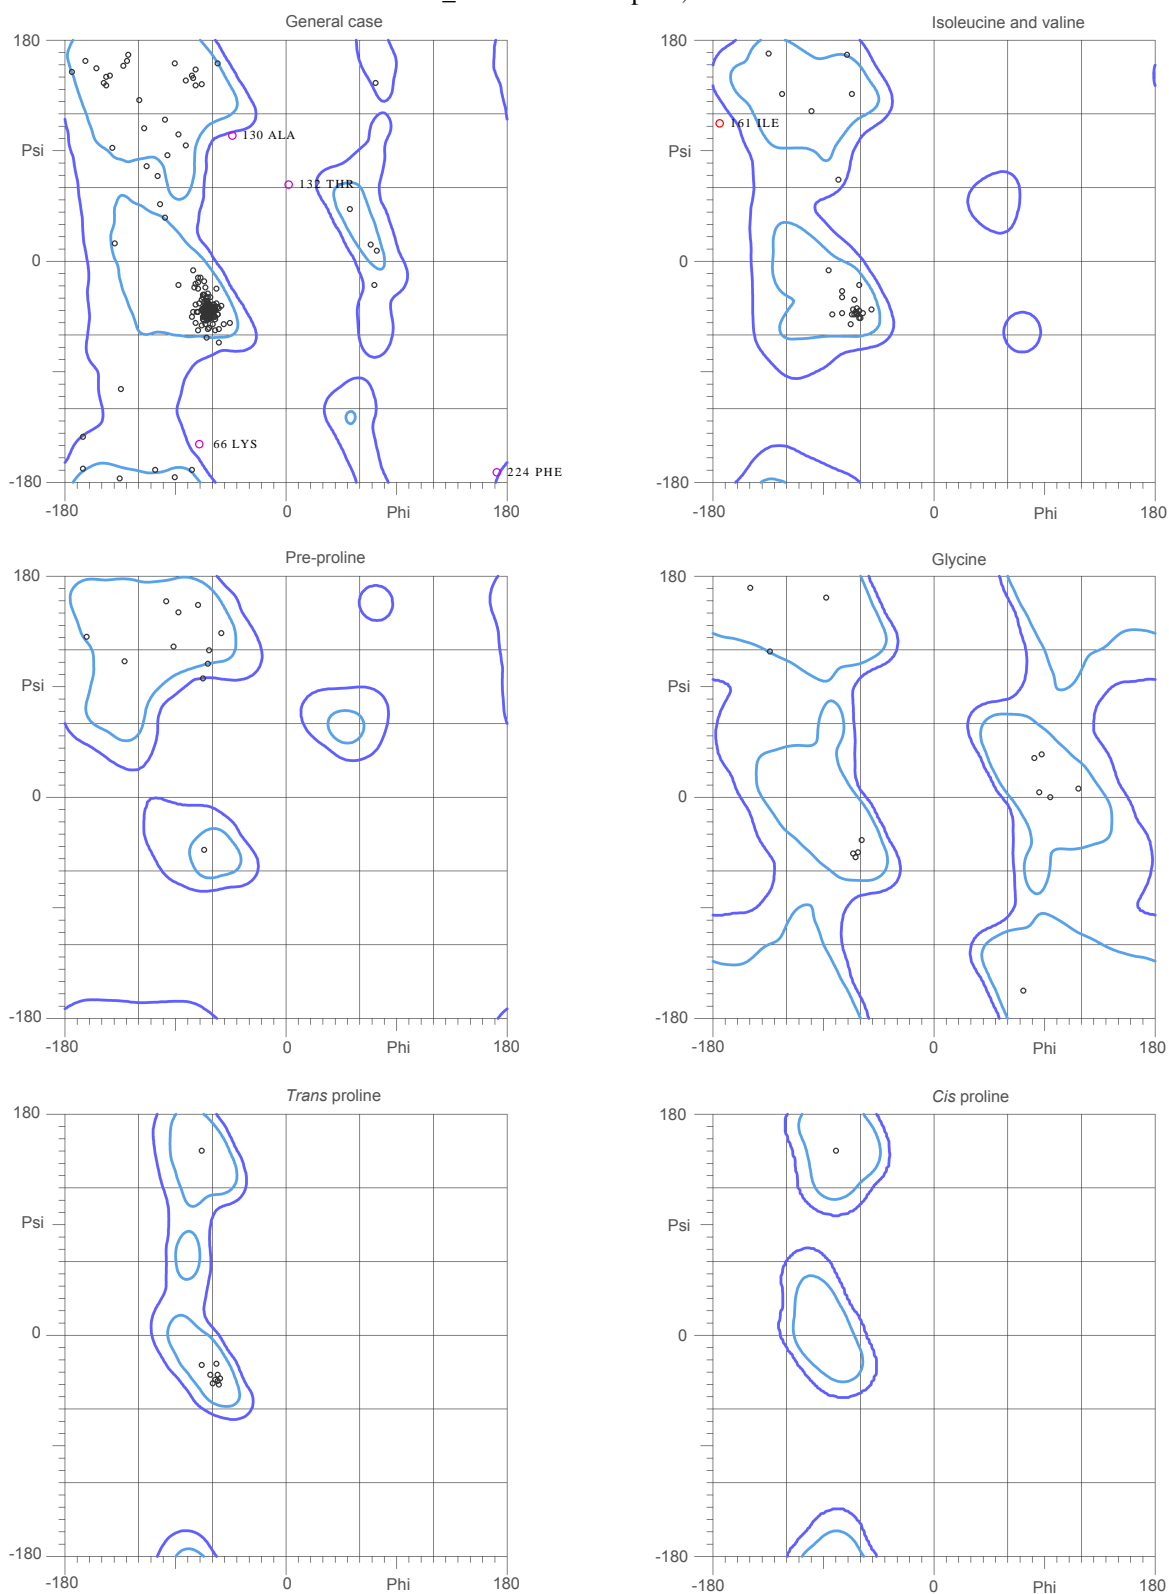 General case
Isoleucine and valine
180
180
130 ALA
161 ILE
Psi
Psi
132 THR
0
0
66 LYS
224 PHE
-180
-180
-180
0
Phi
180
-180
0
Phi
180
Pre-proline
Glycine
180
180
Psi
Psi
0
0
-180
-180
-180
0
Phi
180
-180
0
Phi
180
Trans proline
Cis proline
180
180
Psi
Psi
0
0
-180
-180
-180
0
Phi
180
-180
0
Phi
180